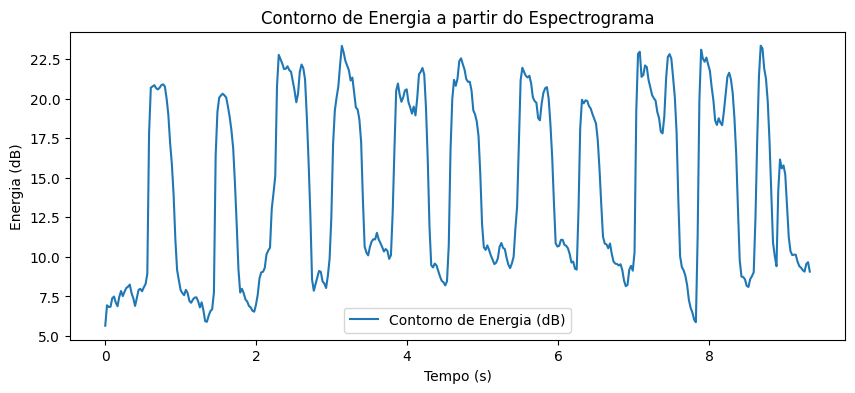 Contorno de Energia a partir do Espectrograma
Energia (dB)
22.5
20.0
17.5
15.0
12.5
10.0
7.5
5.0
Contorno de Energia (dB)
0 2 4 6 8
Tempo (s)